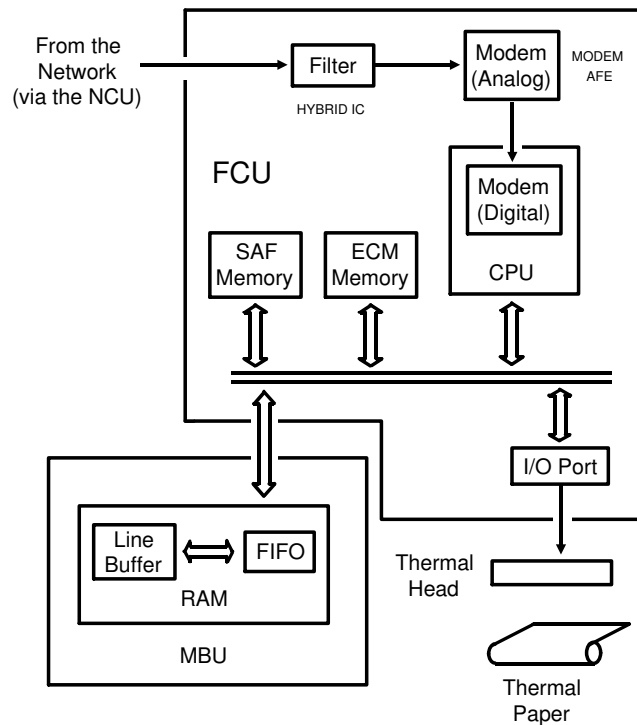 From the
Network
(via the NCU)
Filter
HYBRID IC
Modem
(Analog)
MODEM
AFE
FCU
Modem
(Digital)
CPU
SAF
Memory
ECM
Memory
I/O Port
Line
Buffer
FIFO
RAM
MBU
Thermal
Head
Thermal
Paper